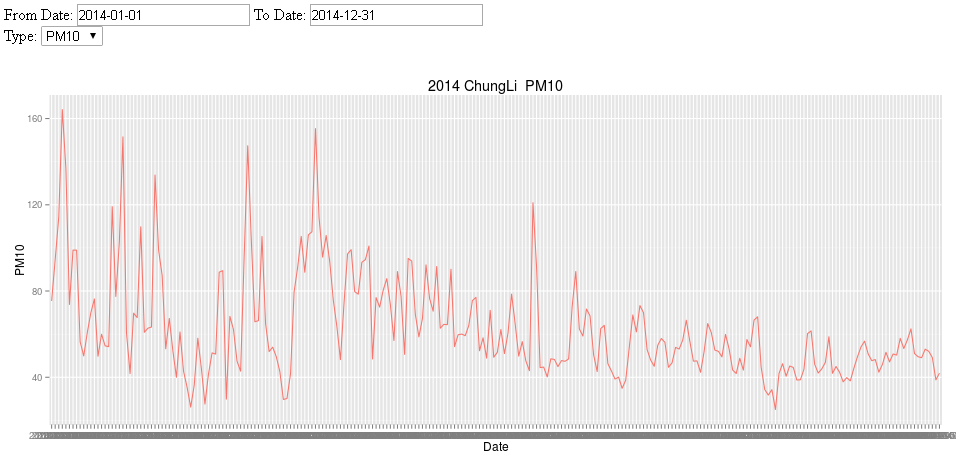 From Date: 2014-01-01 To Date: 2014-12-31
Type: PM10
2014 ChungLi PM10
160
120
80
40
PM10
Date